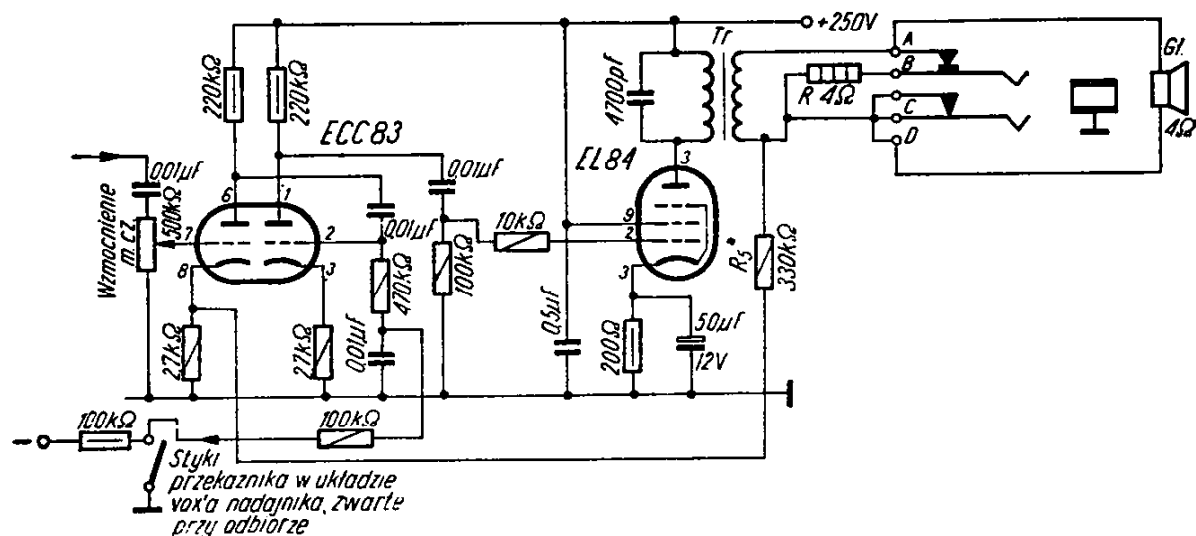 +250V
Tr
A
B
C
D
Gł.
4Ω
R 4Ω
220kΩ
220kΩ
ECC83
4700pf
EL84
0,01μF
0,01μF
0,01μF
Wzmocnienie
m.cz.
500kΩ
6
1
7
2
8
3
10kΩ
100kΩ
470kΩ
0,01μF
27kΩ
27kΩ
3
9
2
3
0,5μF
200Ω
50μF
12V
R5*
330kΩ
100kΩ
100kΩ
Styki
przekaźnika w układzie
vox'a nadajnika, zwarte
przy odbiorze